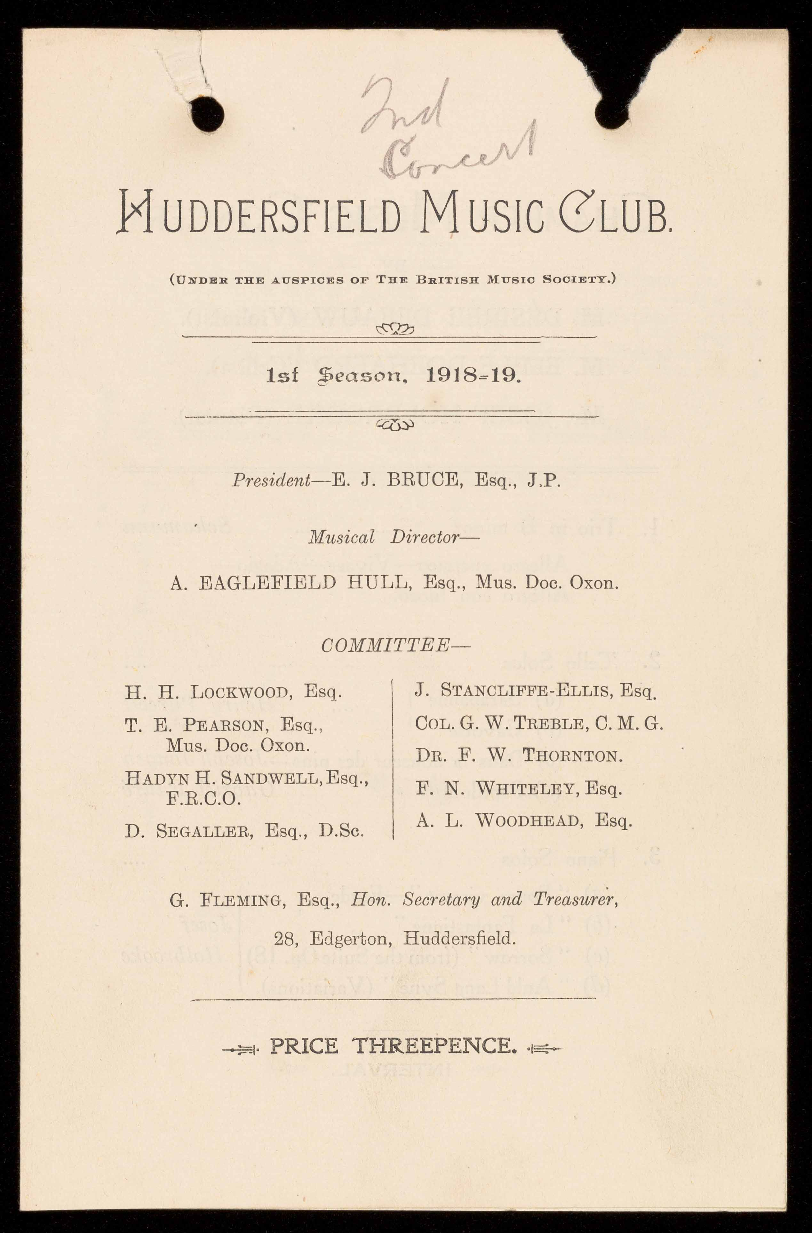 2nd
Concert
HUDDERSFIELD MUSIC CLUB.
(UNDER THE AUSPICES OF THE BRITISH MUSIC SOCIETY.)
1st Season, 1918-19.
President—E. J. BRUCE, Esq., J.P.
Musical Director—
A. EAGLEFIELD HULL, Esq., Mus. Doc. Oxon.
COMMITTEE—
H. H. LOCKWOOD, Esq.
T. E. PEARSON, Esq.,
Mus. Doc. Oxon.
HADYN H. SANDWELL, Esq.,
F.R.C.O.
D. SEGALLER, Esq., D.Sc.
J. STANCLIFFE-ELLIS, Esq.
COL. G. W. TREBLE, C. M. G.
DR. F. W. THORNTON.
F. N. WHITELEY, Esq.
A. L. WOODHEAD, Esq.
G. FLEMING, Esq., Hon. Secretary and Treasurer,
28, Edgerton, Huddersfield.
PRICE THREEPENCE.